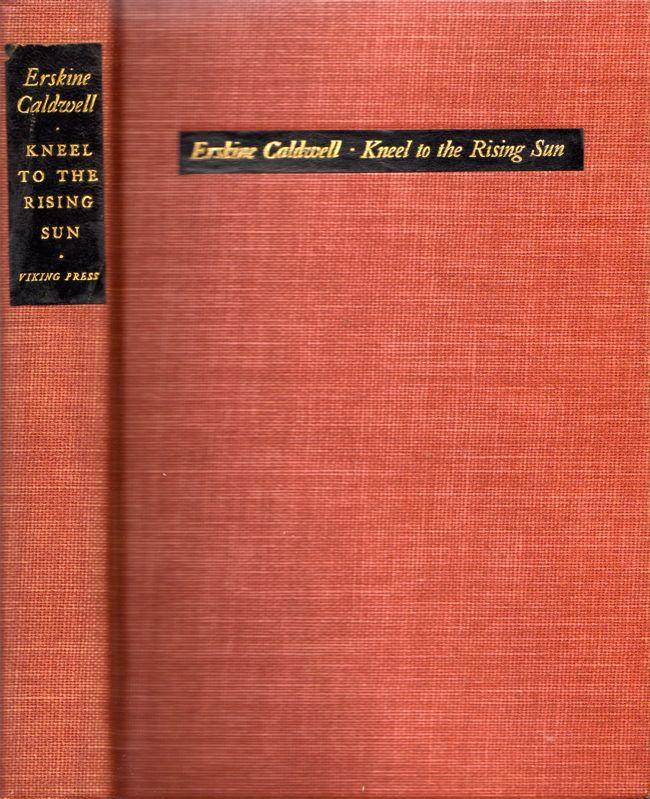 Erskine
Caldwell
·
KNEEL
TO THE
RISING
SUN
·
VIKING PRESS
Erskine Caldwell · Kneel to the Rising Sun